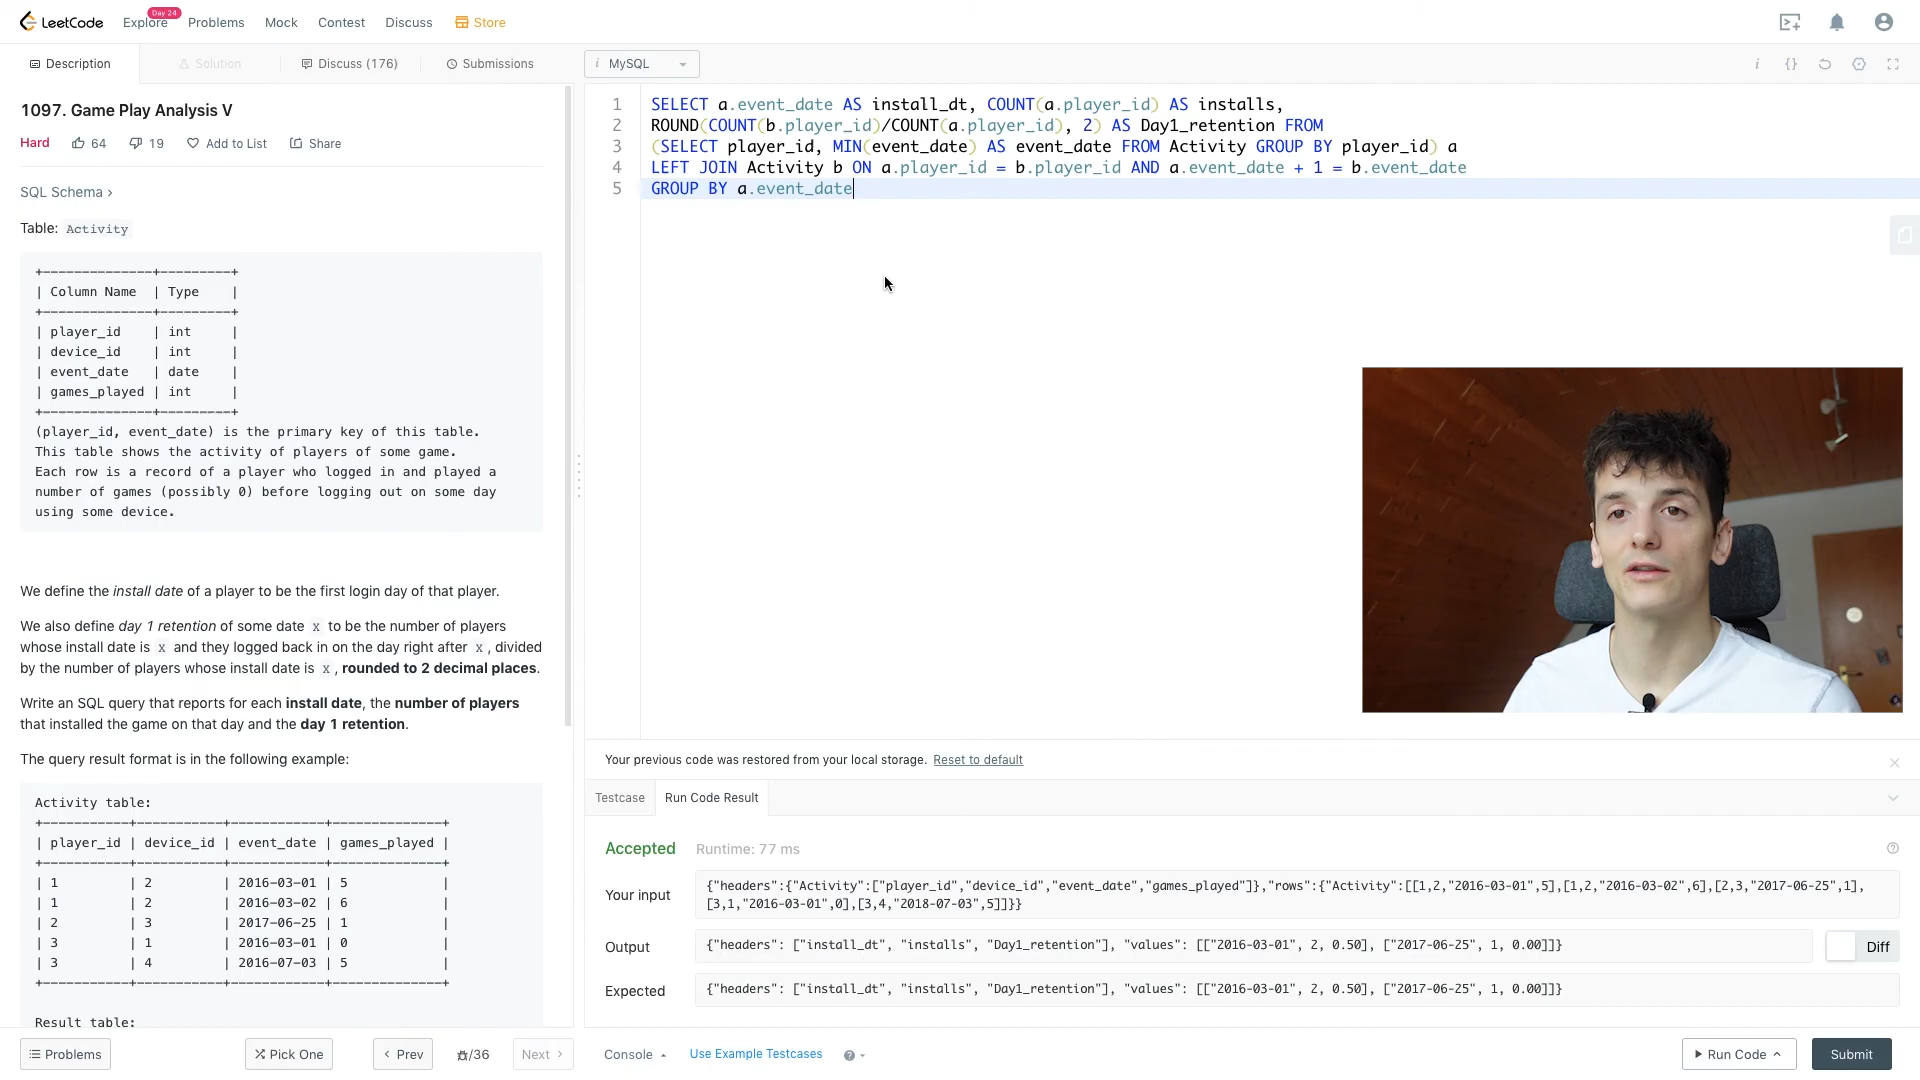 LeetCode
Explore
Day 24
Problems
Mock
Contest
Discuss
Store
Description
Solution
Discuss (176)
Submissions
i MySQL
1097. Game Play Analysis V
Hard
64
19
Add to List
Share
SQL Schema ›
Table: Activity
+--------------+---------+
| Column Name  | Type    |
+--------------+---------+
| player_id    | int     |
| device_id    | int     |
| event_date   | date    |
| games_played | int     |
+--------------+---------+
(player_id, event_date) is the primary key of this table.
This table shows the activity of players of some game.
Each row is a record of a player who logged in and played a
number of games (possibly 0) before logging out on some day
using some device.
We define the install date of a player to be the first login day of that player.
We also define day 1 retention of some date x to be the number of players
whose install date is x and they logged back in on the day right after x, divided
by the number of players whose install date is x, rounded to 2 decimal places.
Write an SQL query that reports for each install date, the number of players
that installed the game on that day and the day 1 retention.
The query result format is in the following example:
Activity table:
+-----------+-----------+------------+--------------+
| player_id | device_id | event_date | games_played |
+-----------+-----------+------------+--------------+
| 1         | 2         | 2016-03-01 | 5            |
| 1         | 2         | 2016-03-02 | 6            |
| 2         | 3         | 2017-06-25 | 1            |
| 3         | 1         | 2016-03-01 | 0            |
| 3         | 4         | 2016-07-03 | 5            |
+-----------+-----------+------------+--------------+
Result table:
1 SELECT a.event_date AS install_dt, COUNT(a.player_id) AS installs,
2 ROUND(COUNT(b.player_id)/COUNT(a.player_id), 2) AS Day1_retention FROM
3 (SELECT player_id, MIN(event_date) AS event_date FROM Activity GROUP BY player_id) a
4 LEFT JOIN Activity b ON a.player_id = b.player_id AND a.event_date + 1 = b.event_date
5 GROUP BY a.event_date
Your previous code was restored from your local storage. Reset to default
Testcase
Run Code Result
Accepted Runtime: 77 ms
Your input
{"headers":{"Activity":["player_id","device_id","event_date","games_played"]},"rows":{"Activity":[[1,2,"2016-03-01",5],[1,2,"2016-03-02",6],[2,3,"2017-06-25",1],
[3,1,"2016-03-01",0],[3,4,"2018-07-03",5]]}}
Output
{"headers": ["install_dt", "installs", "Day1_retention"], "values": [["2016-03-01", 2, 0.50], ["2017-06-25", 1, 0.00]]}
Diff
Expected
{"headers": ["install_dt", "installs", "Day1_retention"], "values": [["2016-03-01", 2, 0.50], ["2017-06-25", 1, 0.00]]}
Problems
Pick One
‹ Prev
/36
Next ›
Console
Use Example Testcases
Run Code
Submit